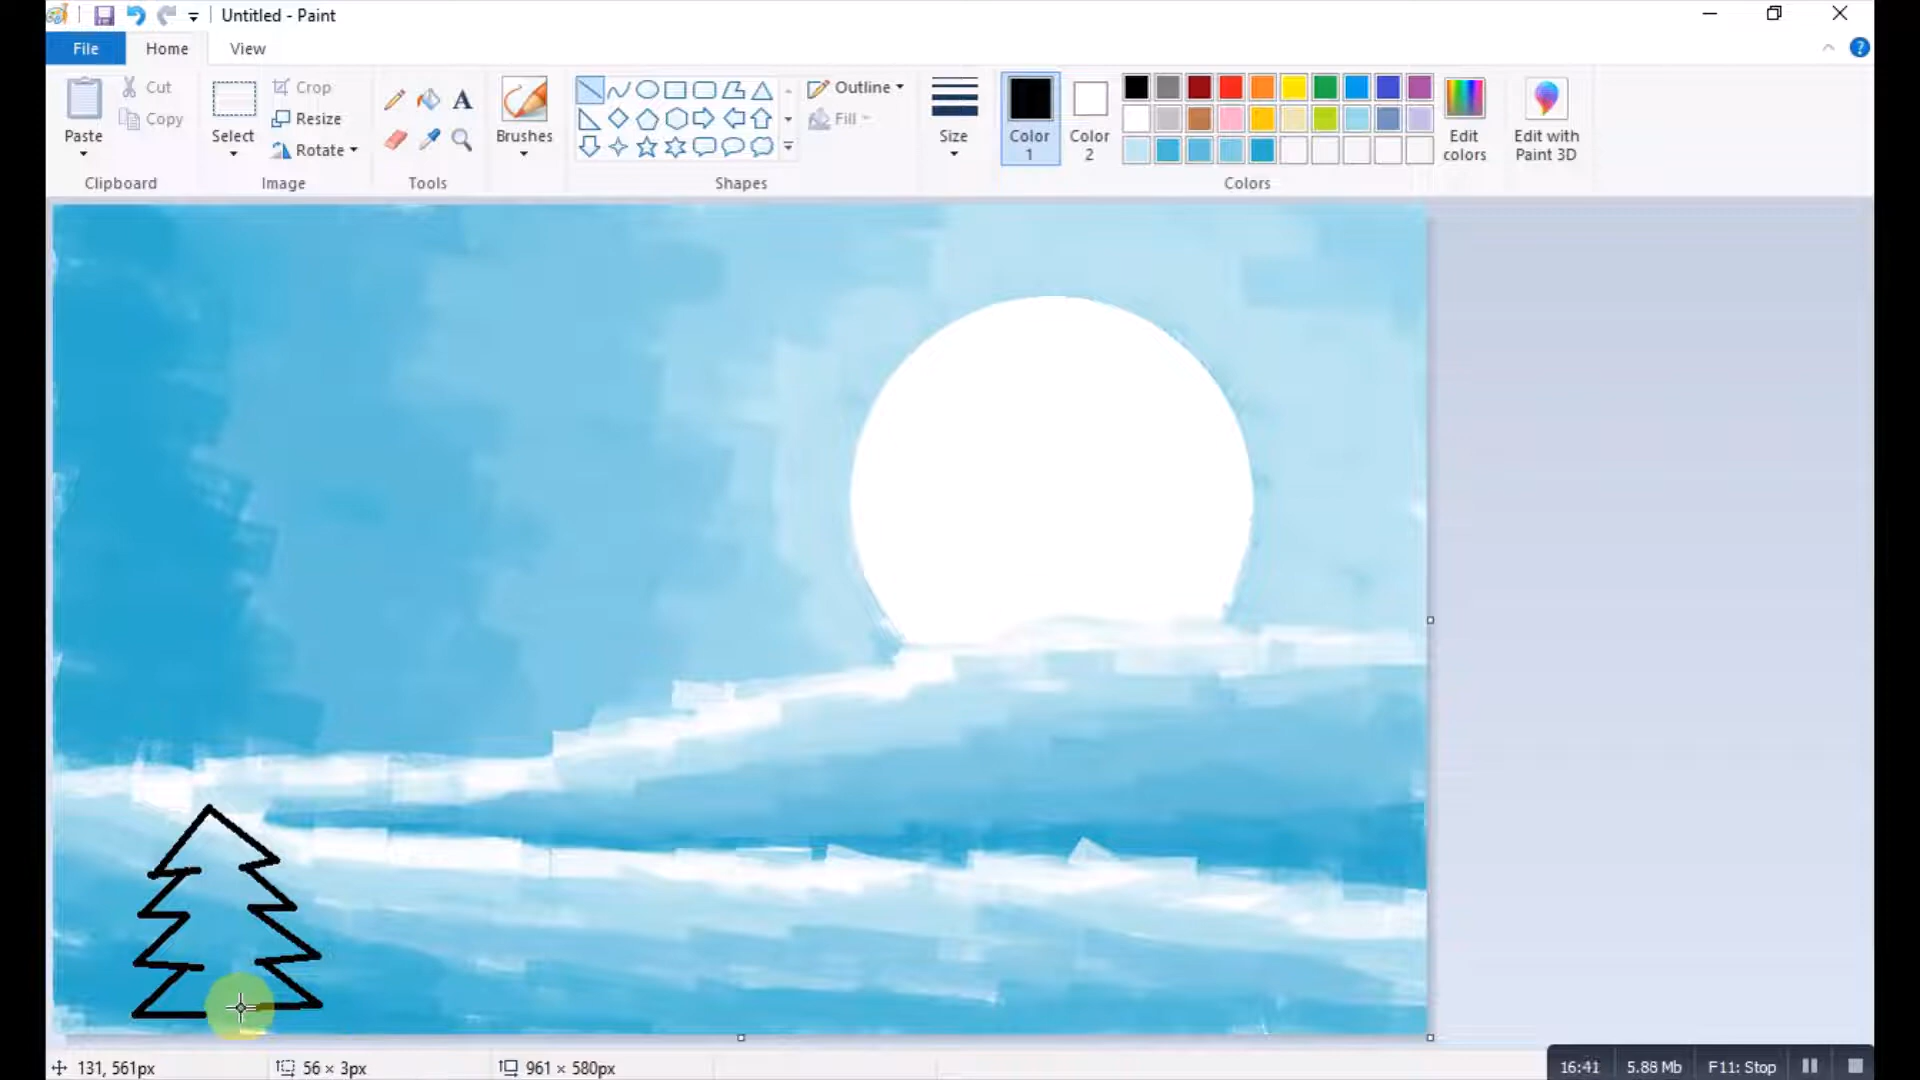 Untitled - Paint
File Home View
Paste
Cut
Copy
Clipboard
Select
Crop
Resize
Rotate
Image
A
Tools
Brushes
Shapes
Outline
Fill
Size
Color
1
Color
2
Colors
Edit
colors
Edit with
Paint 3D
131, 561px
56 × 3px
961 × 580px
16:41 5.88 Mb F11: Stop